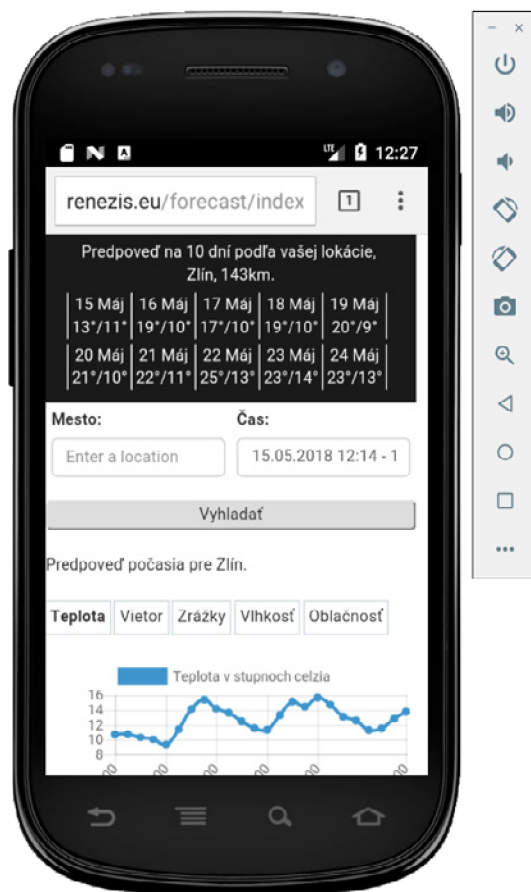 LTE 12:27
renezis.eu/forecast/index 1
Predpoveď na 10 dní podľa vašej lokácie,
Zlín, 143km.
15 Máj 16 Máj 17 Máj 18 Máj 19 Máj
13°/11° 19°/10° 17°/10° 19°/10° 20°/9°
20 Máj 21 Máj 22 Máj 23 Máj 24 Máj
21°/10° 22°/11° 25°/13° 23°/14° 23°/13°
Mesto: Čas:
Enter a location 15.05.2018 12:14 - 1
Vyhladať
Predpoveď počasia pre Zlín.
Teplota Vietor Zrážky Vlhkosť Oblačnosť
Teplota v stupnoch celzia
16
14
12
10
8